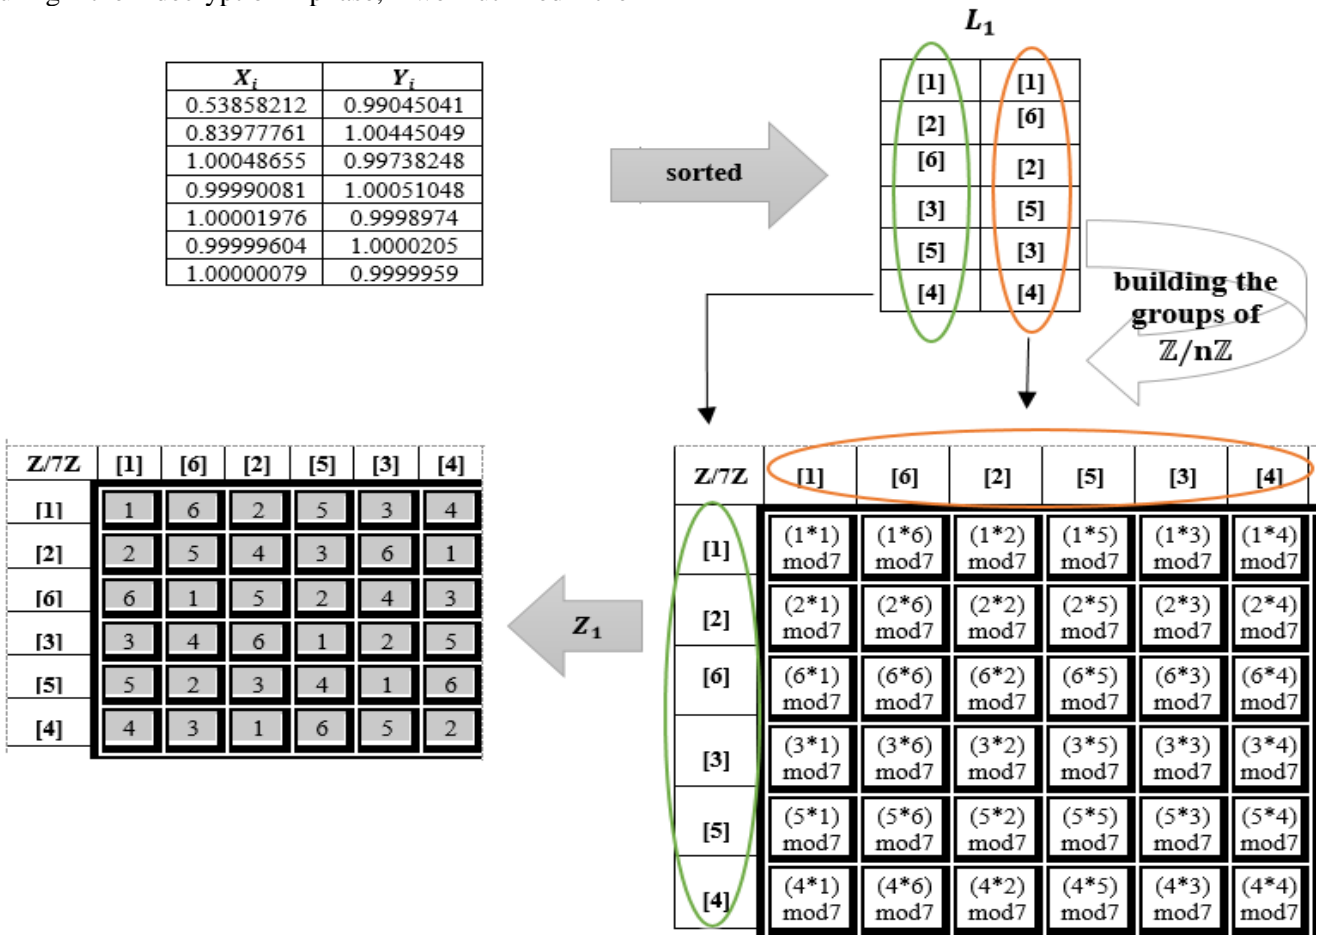 L₁
Xᵢ Yᵢ
0.53858212 0.99045041
0.83977761 1.00445049
1.00048655 0.99738248
0.99990081 1.00051048
1.00001976 0.9998974
0.99999604 1.0000205
1.00000079 0.9999959
sorted
[1] [1]
[2] [6]
[6] [2]
[3] [5]
[5] [3]
[4] [4]
building the
groups of
ℤ/nℤ
Z/7Z [1] [6] [2] [5] [3] [4]
[1] 1 6 2 5 3 4
[2] 2 5 4 3 6 1
[6] 6 1 5 2 4 3
[3] 3 4 6 1 2 5
[5] 5 2 3 4 1 6
[4] 4 3 1 6 5 2
Z₁
Z/7Z [1] [6] [2] [5] [3] [4]
[1] (1*1) (1*6) (1*2) (1*5) (1*3) (1*4)
mod7 mod7 mod7 mod7 mod7 mod7
[2] (2*1) (2*6) (2*2) (2*5) (2*3) (2*4)
mod7 mod7 mod7 mod7 mod7 mod7
[6] (6*1) (6*6) (6*2) (6*5) (6*3) (6*4)
mod7 mod7 mod7 mod7 mod7 mod7
[3] (3*1) (3*6) (3*2) (3*5) (3*3) (3*4)
mod7 mod7 mod7 mod7 mod7 mod7
[5] (5*1) (5*6) (5*2) (5*5) (5*3) (5*4)
mod7 mod7 mod7 mod7 mod7 mod7
[4] (4*1) (4*6) (4*2) (4*5) (4*3) (4*4)
mod7 mod7 mod7 mod7 mod7 mod7